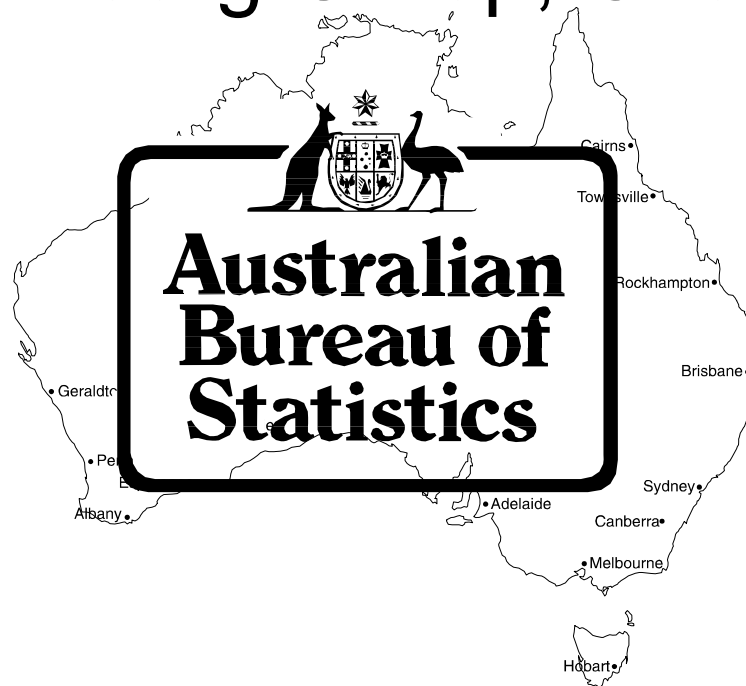 Cairns
Townsville
Australian
Rockhampton
Bureau of
Brisbane
Statistics
Sydney
Adelaide
Albany
Canberra
Melbourne
Hobart